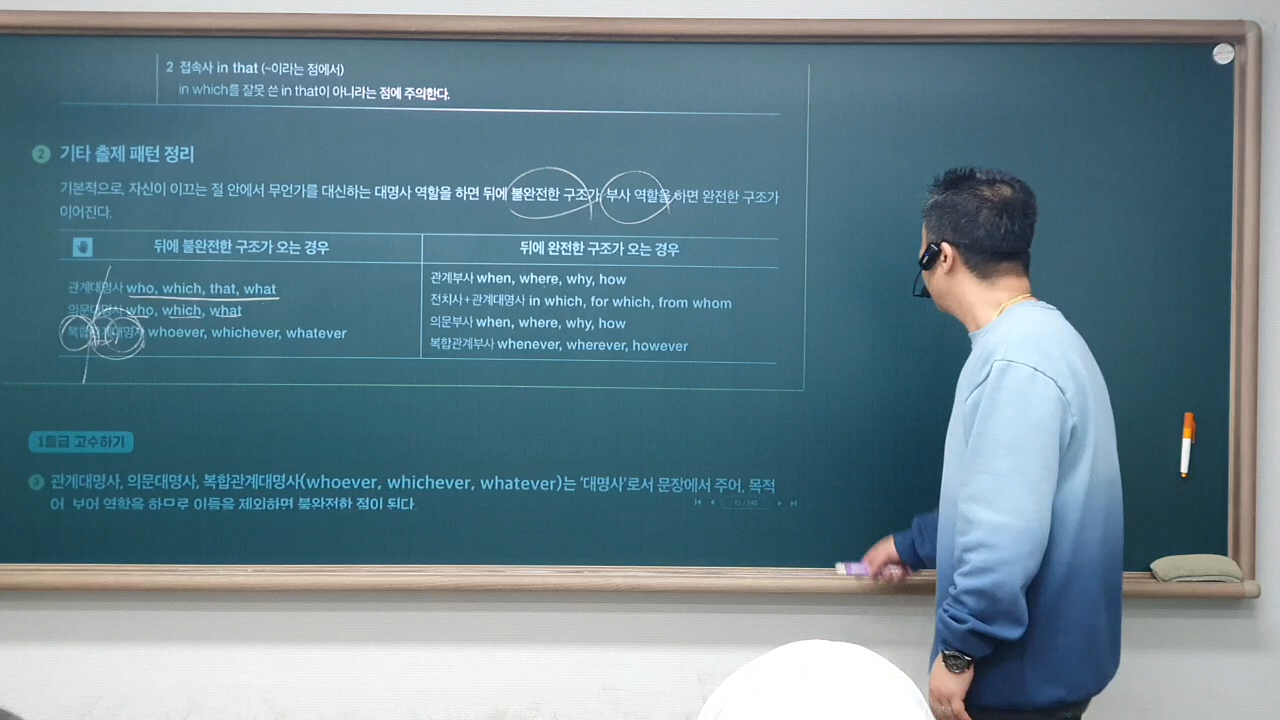 2 접속사 in that (~이라는 점에서)
in which를 잘못 쓴 in that이 아니라는 점에 주의한다.
2 기타 출제 패턴 정리
기본적으로, 자신이 이끄는 절 안에서 무언가를 대신하는 대명사 역할을 하면 뒤에 불완전한 구조가, 부사 역할을 하면 완전한 구조가
이어진다.
뒤에 불완전한 구조가 오는 경우
뒤에 완전한 구조가 오는 경우
관계대명사 who, which, that, what
의문대명사 who, which, what
복합관계대명사 whoever, whichever, whatever
관계부사 when, where, why, how
전치사+관계대명사 in which, for which, from whom
의문부사 when, where, why, how
복합관계부사 whenever, wherever, however
1등급 고수하기
관계대명사, 의문대명사, 복합관계대명사(whoever, whichever, whatever)는 '대명사'로서 문장에서 주어, 목적
어, 보어 역할을 하므로 이들을 제외하면 불완전한 절이 된다.